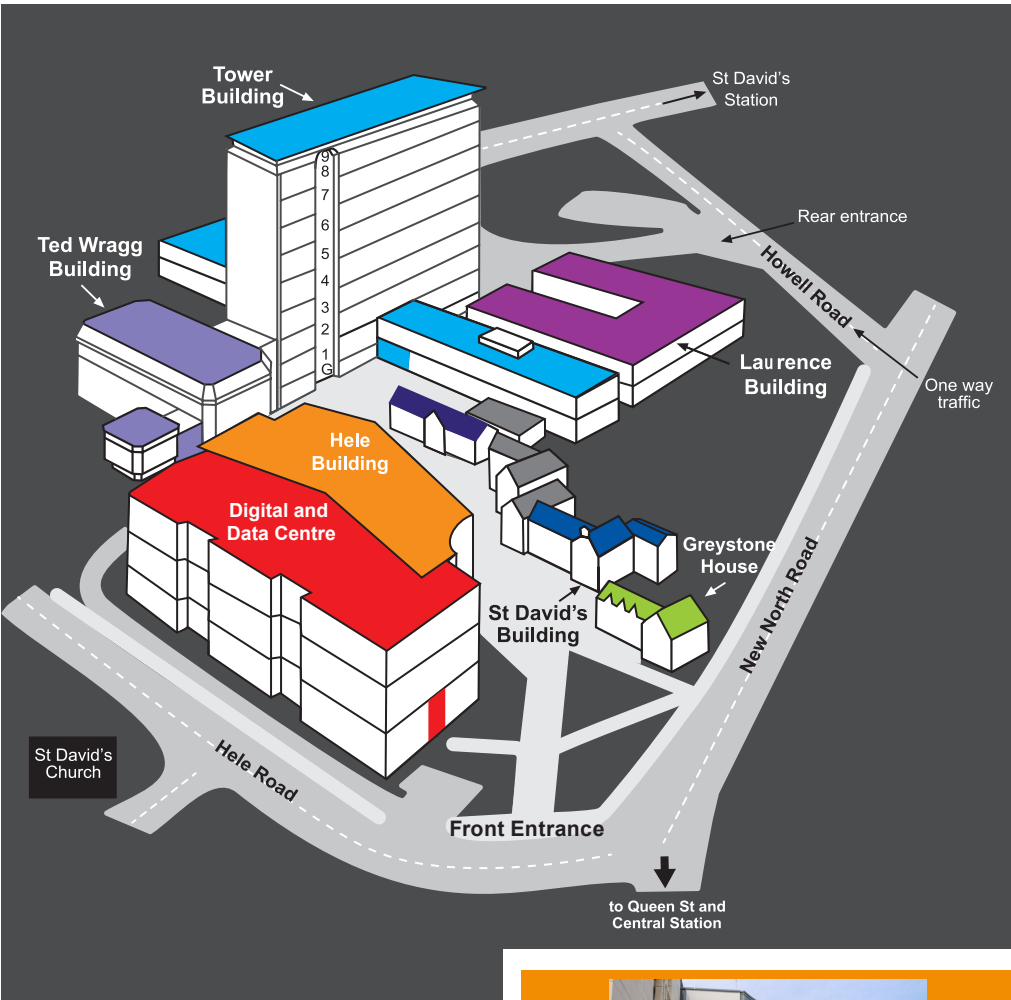 Tower
Building
St David's
Station
9
8
7
6
5
4
3
2
1
G
Rear entrance
Ted Wragg
Building
Howell Road
Laurence
Building
One way
traffic
Hele
Building
Digital and
Data Centre
Greystone
House
St David's
Building
New North Road
St David's
Church
Hele Road
Front Entrance
to Queen St and
Central Station